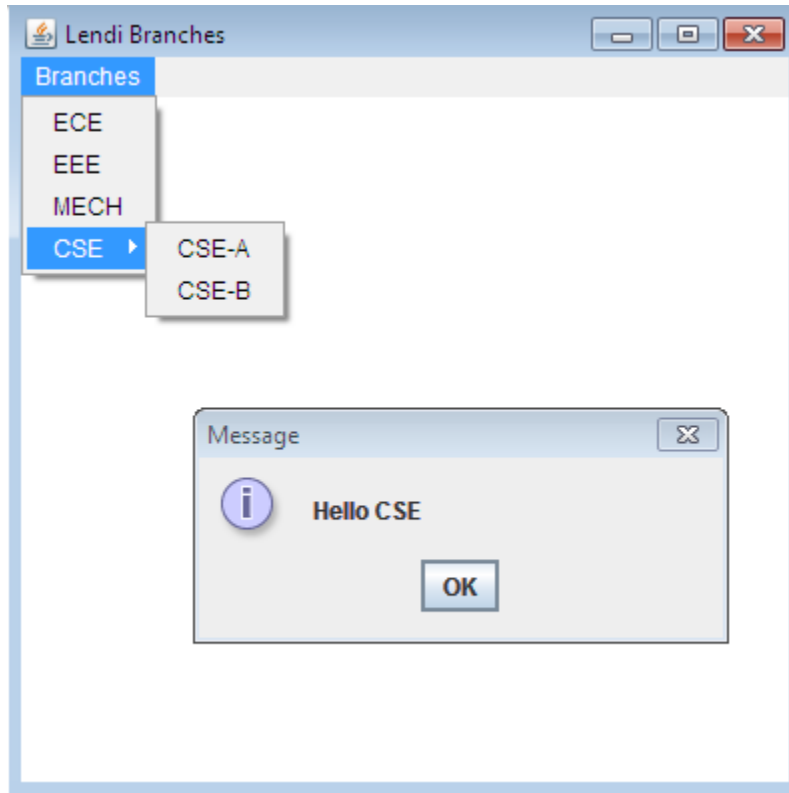 Lendi Branches
Branches
ECE
EEE
MECH
CSE
CSE-A
CSE-B
Message
Hello CSE
OK